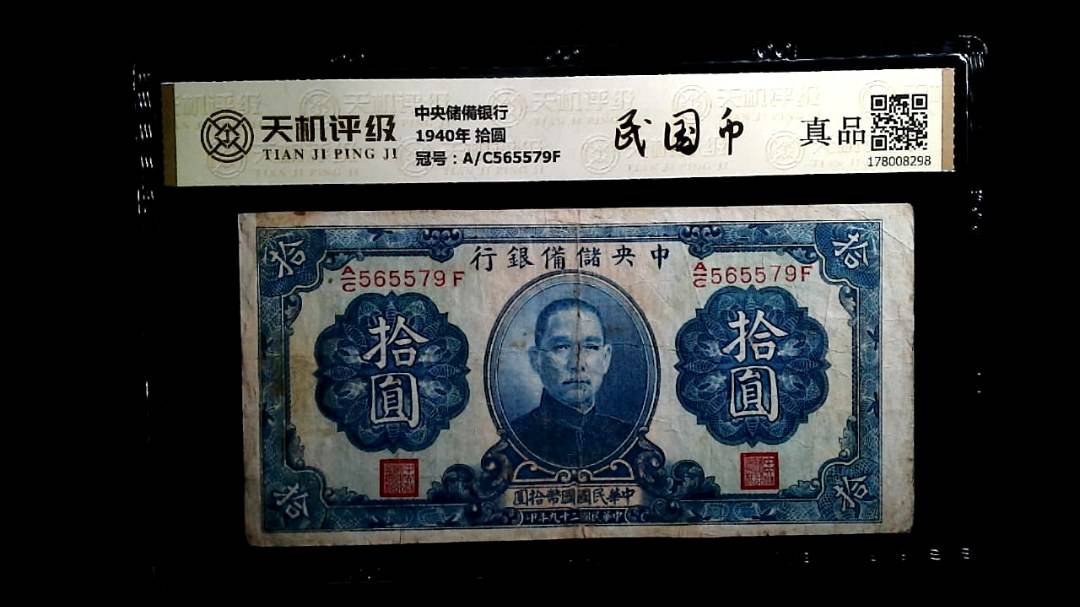 天机评级
TIAN JI PING JI
中央储備银行
1940年 拾圆
冠号：A/C565579F
民国币
真品
178008298
拾
拾
行銀備儲央中
A/C565579F
A/C565579F
拾圓
拾圓
圓拾幣國國民華中
印年九十二國民華中
拾
拾